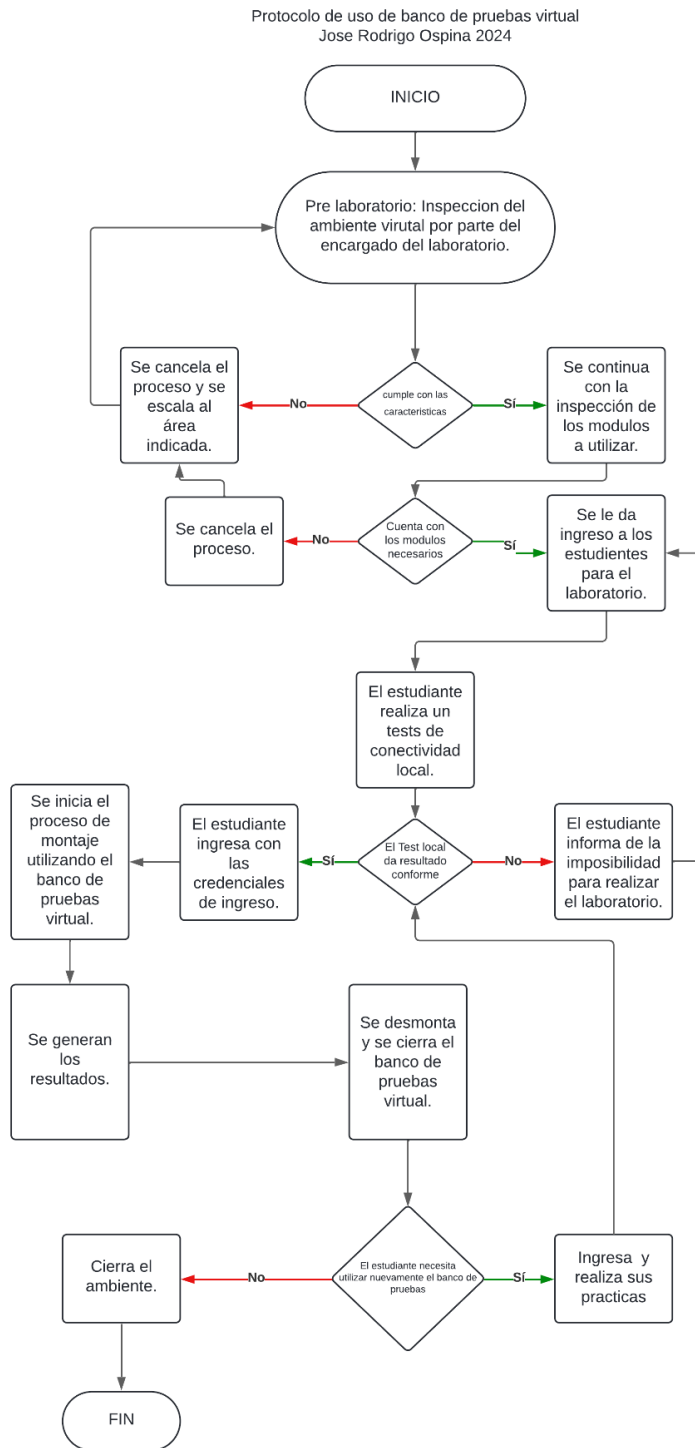 Protocolo de uso de banco de pruebas virtual
Jose Rodrigo Ospina 2024
INICIO
Pre laboratorio: Inspeccion del
ambiente virutal por parte del
encargado del laboratorio.
Se cancela el
proceso y se
escala al
área
indicada.
No
cumple con las
caracteristicas
Sí
Se continua
con la
inspección de
los modulos
a utilizar.
Se cancela el
proceso.
No
Cuenta con
los modulos
necesarios
Sí
Se le da
ingreso a los
estudientes
para el
laboratorio.
El estudiante
realiza un
tests de
conectividad
local.
Se inicia el
proceso de
montaje
utilizando el
banco de
pruebas
virtual.
El estudiante
ingresa con
las
credenciales
de ingreso.
Sí
El Test local
da resultado
conforme
No
El estudiante
informa de la
imposibilidad
para realizar
el laboratorio.
Se generan
los
resultados.
Se desmonta
y se cierra el
banco de
pruebas
virtual.
Cierra el
ambiente.
No
El estudiante necesita
utilizar nuevamente el banco de
pruebas
Sí
Ingresa y
realiza sus
practicas
FIN